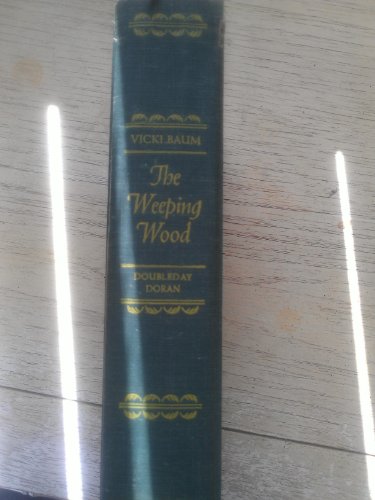 VICKI BAUM
The
Weeping
Wood
DOUBLEDAY
DORAN